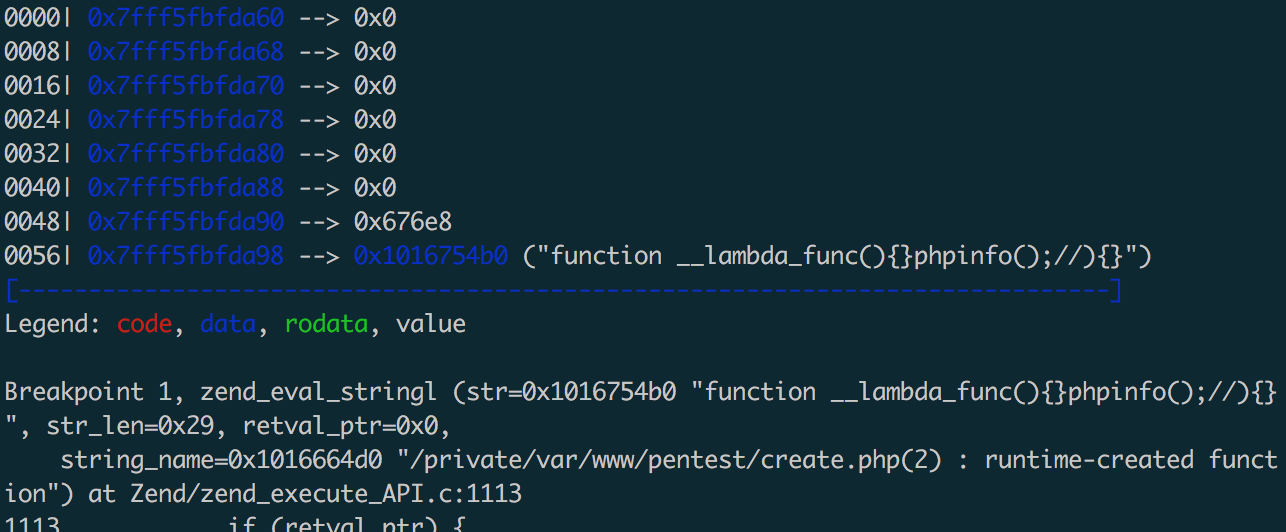 0000| 0x7fff5fbfda60 --> 0x0
0008| 0x7fff5fbfda68 --> 0x0
0016| 0x7fff5fbfda70 --> 0x0
0024| 0x7fff5fbfda78 --> 0x0
0032| 0x7fff5fbfda80 --> 0x0
0040| 0x7fff5fbfda88 --> 0x0
0048| 0x7fff5fbfda90 --> 0x676e8
0056| 0x7fff5fbfda98 --> 0x1016754b0 ("function __lambda_func(){}phpinfo();//){}")
[------------------------------------------------------------------------------]
Legend: code, data, rodata, value
Breakpoint 1, zend_eval_stringl (str=0x1016754b0 "function __lambda_func(){}phpinfo();//){}
", str_len=0x29, retval_ptr=0x0,
    string_name=0x1016664d0 "/private/var/www/pentest/create.php(2) : runtime-created funct
ion") at Zend/zend_execute_API.c:1113
1113            if (retval_ptr) {